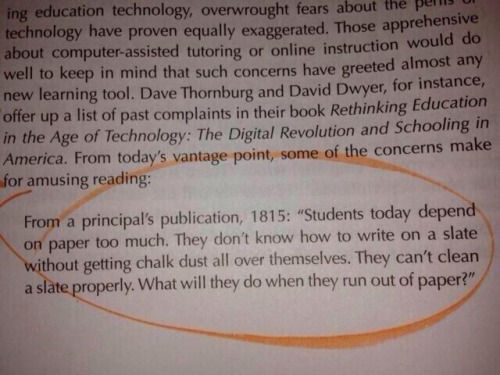 ing education technology, overwrought fears about the perils of
technology have proven equally exaggerated. Those apprehensive
about computer-assisted tutoring or online instruction would do
well to keep in mind that such concerns have greeted almost any
new learning tool. Dave Thornburg and David Dwyer, for instance,
offer up a list of past complaints in their book Rethinking Education
in the Age of Technology: The Digital Revolution and Schooling in
America. From today's vantage point, some of the concerns make
for amusing reading:
From a principal's publication, 1815: “Students today depend
on paper too much. They don't know how to write on a slate
without getting chalk dust all over themselves. They can't clean
a slate properly. What will they do when they run out of paper?”